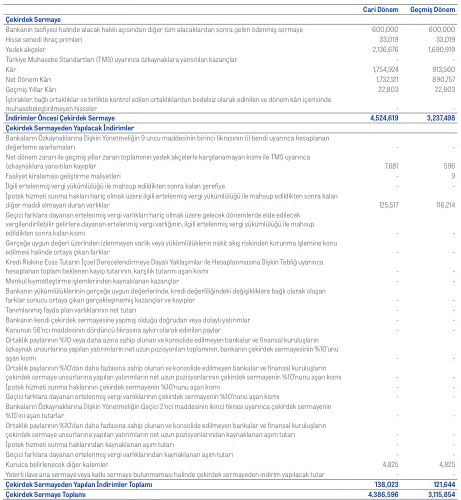 Cari Dönem Geçmiş Dönem
Çekirdek Sermaye
Bankanın tasfiyesi halinde alacak hakkı açısından diğer tüm alacaklardan sonra gelen ödenmiş sermaye 600,000 600,000
Hisse senedi ihraç primleri 33,019 33,019
Yedek akçeler 2,136,676 1,690,919
Türkiye Muhasebe Standartları (TMS) uyarınca özkaynaklara yansıtılan kazançlar - -
Kâr 1,754,924 913,560
Net Dönem Kârı 1,732,121 890,757
Geçmiş Yıllar Kârı 22,803 22,803
İştirakler, bağlı ortaklıklar ve birlikte kontrol edilen ortaklıklardan bedelsiz olarak edinilen ve dönem kârı içerisinde
muhasebeleştirilmeyen hisseler - -
İndirimler Öncesi Çekirdek Sermaye 4,524,619 3,237,498
Çekirdek Sermayeden Yapılacak İndirimler
Bankaların Özkaynaklarına İlişkin Yönetmeliğin 9 uncu maddesinin birinci fıkrasının (i) bendi uyarınca hesaplanan
değerleme ayarlamaları - -
Net dönem zararı ile geçmiş yıllar zararı toplamının yedek akçelerle karşılanamayan kısmı ile TMS uyarınca
özkaynaklara yansıtılan kayıplar 7,681 596
Faaliyet kiralaması geliştirme maliyetleri - 9
İlgili ertelenmiş vergi yükümlülüğü ile mahsup edildikten sonra kalan şerefiye - -
İpotek hizmeti sunma hakları hariç olmak üzere ilgili ertelenmiş vergi yükümlülüğü ile mahsup edildikten sonra kalan
diğer maddi olmayan duran varlıklar 125,517 116,214
Geçici farklara dayanan ertelenmiş vergi varlıkları hariç olmak üzere gelecek dönemlerde elde edilecek
vergilendirilebilir gelirlere dayanan ertelenmiş vergi varlığının, ilgili ertelenmiş vergi yükümlülüğü ile mahsup
edildikten sonra kalan kısmı - -
Gerçeğe uygun değeri üzerinden izlenmeyen varlık veya yükümlülüklerin nakit akış riskinden korunma işlemine konu
edilmesi halinde ortaya çıkan farklar - -
Kredi Riskine Esas Tutarın İçsel Derecelendirmeye Dayalı Yaklaşımlar ile Hesaplanmasına İlişkin Tebliğ uyarınca
hesaplanan toplam beklenen kayıp tutarının, karşılık tutarını aşan kısmı - -
Menkul kıymetleştirme işlemlerinden kaynaklanan kazançlar - -
Bankanın yükümlülüklerinin gerçeğe uygun değerlerinde, kredi değerliliğindeki değişikliklere bağlı olarak oluşan
farklar sonucu ortaya çıkan gerçekleşmemiş kazançlar ve kayıplar - -
Tanımlanmış fayda plan varlıklarının net tutarı - -
Bankanın kendi çekirdek sermayesine yapmış olduğu doğrudan veya dolaylı yatırımlar - -
Kanunun 56'ncı maddesinin dördüncü fıkrasına aykırı olarak edinilen paylar - -
Ortaklık paylarının %10 veya daha azına sahip olunan ve konsolide edilmeyen bankalar ve finansal kuruluşların
özkaynak unsurlarına yapılan yatırımların net uzun pozisyonları toplamının, bankanın çekirdek sermayesinin %10'unu
aşan kısmı - -
Ortaklık paylarının %10'dan daha fazlasına sahip olunan ve konsolide edilmeyen bankalar ve finansal kuruluşların
çekirdek sermaye unsurlarına yapılan yatırımların net uzun pozisyonlarının çekirdek sermayenin %10'nunu aşan kısmı - -
İpotek hizmeti sunma haklarının çekirdek sermayenin %10'nunu aşan kısmı - -
Geçici farklara dayanan ertelenmiş vergi varlıklarının çekirdek sermayenin %10'nunu aşan kısmı - -
Bankaların Özkaynaklarına İlişkin Yönetmeliğin Geçici 2'nci maddesinin ikinci fıkrası uyarınca çekirdek sermayenin
%15'ini aşan tutarlar - -
Ortaklık paylarının %10'dan daha fazlasına sahip olunan ve konsolide edilmeyen bankalar ve finansal kuruluşların
çekirdek sermaye unsurlarına yapılan yatırımların net uzun pozisyonlarından kaynaklanan aşım tutarı - -
İpotek hizmeti sunma haklarından kaynaklanan aşım tutarı - -
Geçici farklara dayanan ertelenmiş vergi varlıklarından kaynaklanan aşım tutarı - -
Kurulca belirlenecek diğer kalemler 4,825 4,825
Yeterli ilave ana sermaye veya katkı sermaye bulunmaması halinde çekirdek sermayeden indirim yapılacak tutar - -
Çekirdek Sermayeden Yapılan İndirimler Toplamı 138,023 121,644
Çekirdek Sermaye Toplamı 4,386,596 3,115,854